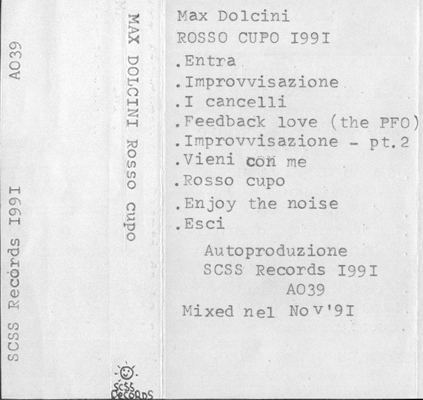 AO39
SCSS Records I99I
MAX DOLCINI Rosso cupo
SCSS
ReCoRDS
Max Dolcini
ROSSO CUPO I99I
.Entra
.Improvvisazione
.I cancelli
.Feedback love (the PFO)
.Improvvisazione - pt.2
.Vieni con me
.Rosso cupo
.Enjoy the noise
.Esci
Autoproduzione
SCSS Records I99I
AO39
Mixed nel Nov'9I